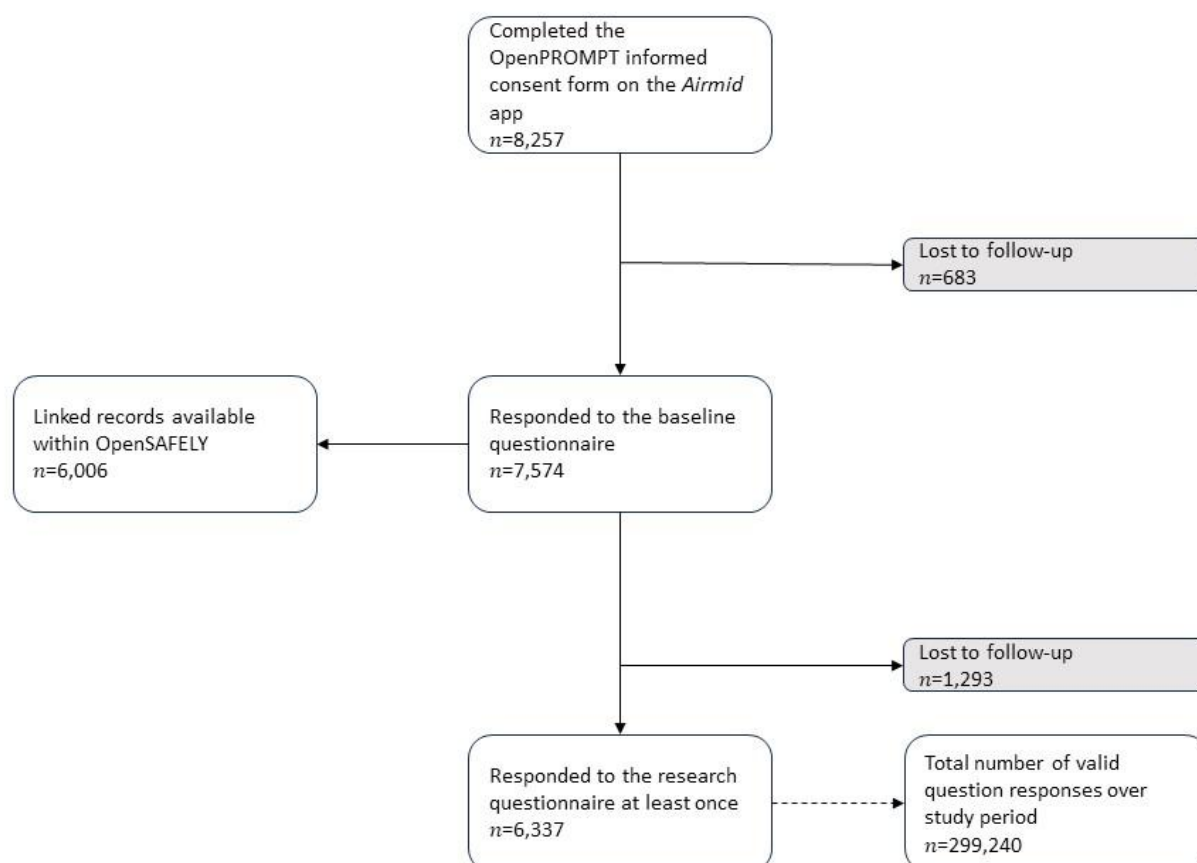 Completed the
OpenPROMPT informed
consent form on the Airmid
app
n=8,257
Lost to follow-up
n=683
Linked records available
within OpenSAFELY
n=6,006
Responded to the baseline
questionnaire
n=7,574
Lost to follow-up
n=1,293
Responded to the research
questionnaire at least once
n=6,337
Total number of valid
question responses over
study period
n=299,240